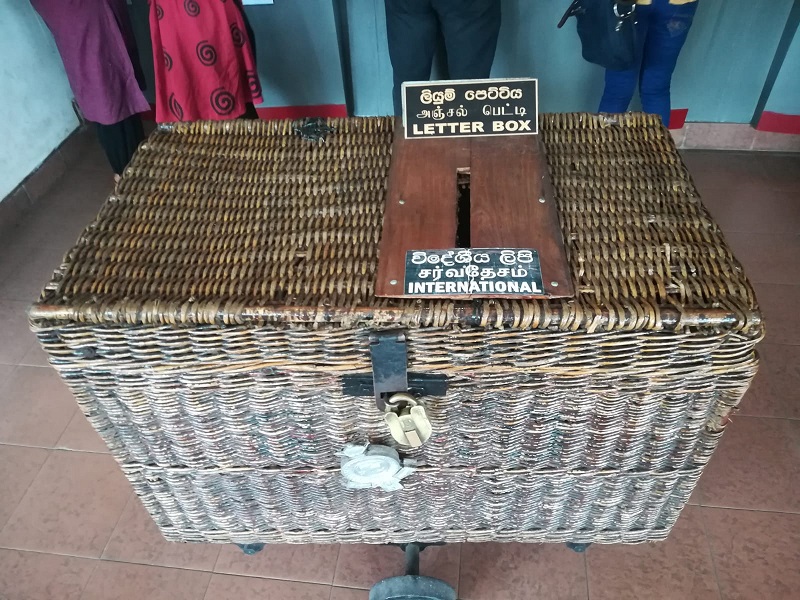 ලියුම් පෙට්ටිය
அஞ்சல் பெட்டி
LETTER BOX
විදේශීය ලිපි
சர்வதேசம்
INTERNATIONAL